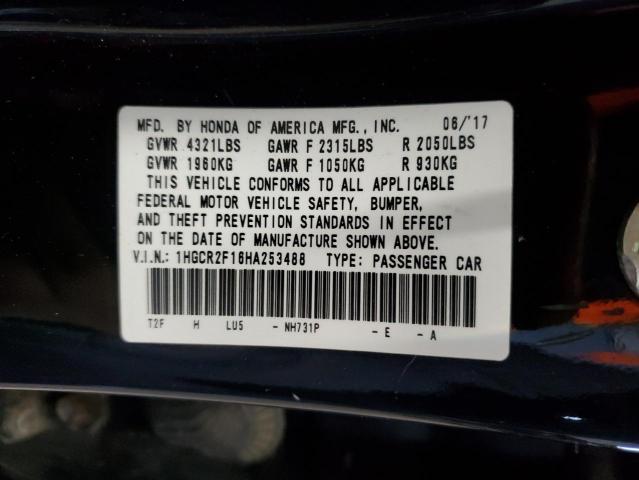 MFD. BY HONDA OF AMERICA MFG., INC. 06/'17
GVWR 4321LBS GAWR F 2315LBS R 2050LBS
GVWR 1960KG GAWR F 1050KG R 930KG
THIS VEHICLE CONFORMS TO ALL APPLICABLE
FEDERAL MOTOR VEHICLE SAFETY, BUMPER,
AND THEFT PREVENTION STANDARDS IN EFFECT
ON THE DATE OF MANUFACTURE SHOWN ABOVE.
V.I.N.: 1HGCR2F16HA253488 TYPE: PASSENGER CAR
T2F H LU5 - NH731P - E - A